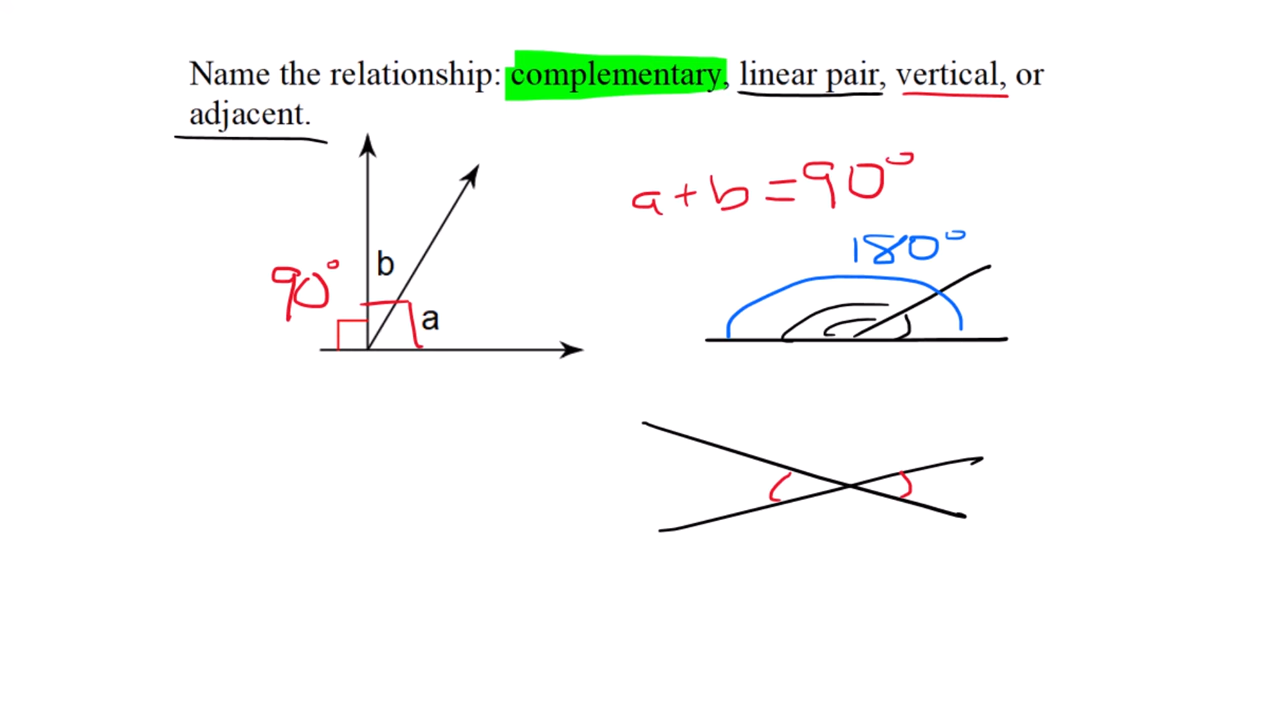 Name the relationship: complementary, linear pair, vertical, or
adjacent.
a + b = 90°
180°
b
90°
a